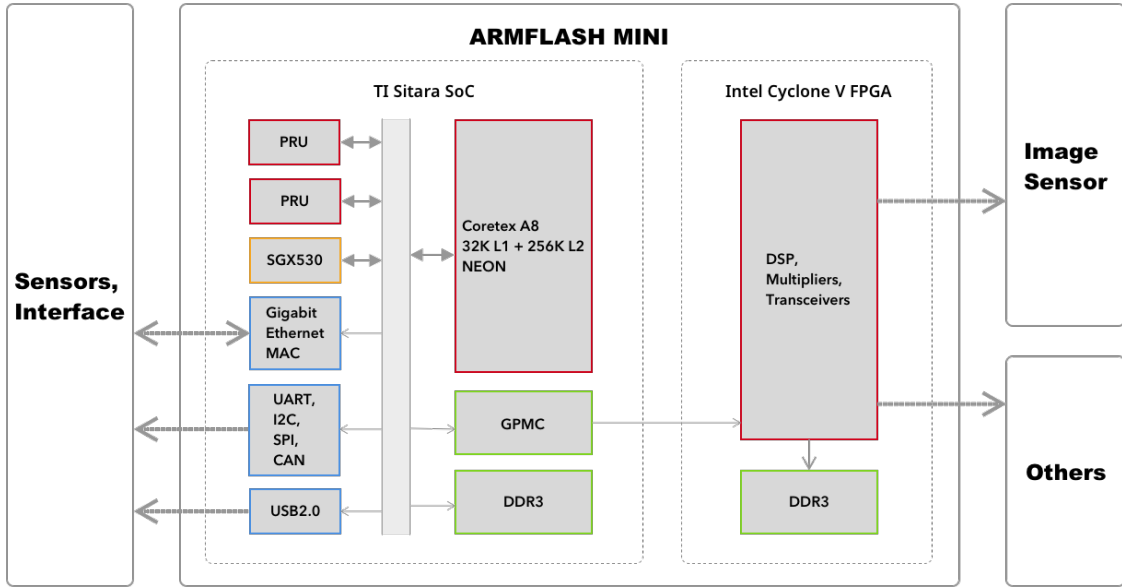 ARMFLASH MINI
Sensors,
Interface
TI Sitara SoC
PRU
PRU
SGX530
Gigabit
Ethernet
MAC
UART,
I2C,
SPI,
CAN
USB2.0
Coretex A8
32K L1 + 256K L2
NEON
GPMC
DDR3
Intel Cyclone V FPGA
DSP,
Multipliers,
Transceivers
DDR3
Image
Sensor
Others